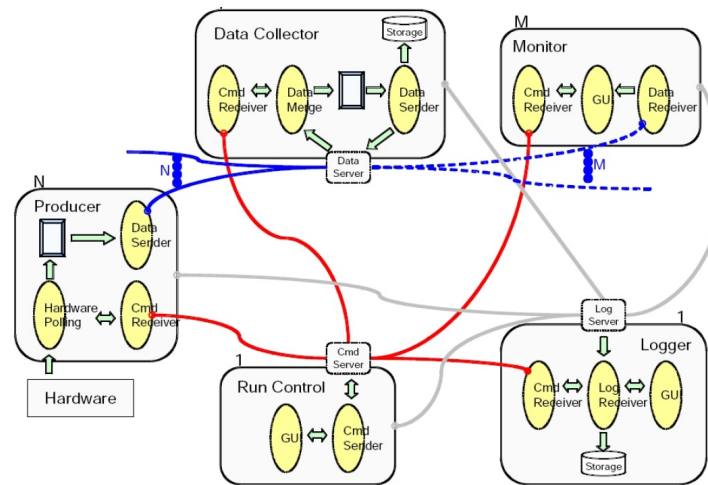 Data Collector
Storage
Cmd
Receiver
Data
Merge
Data
Sender
Data
Server
M
Monitor
Cmd
Receiver
GUI
Data
Receiver
N
M
N
Producer
Data
Sender
Hardware
Polling
Cmd
Receiver
Hardware
1
Run Control
Cmd
Server
GUI
Cmd
Sender
Log
Server
1
Logger
Cmd
Receiver
Log
Receiver
GUI
Storage